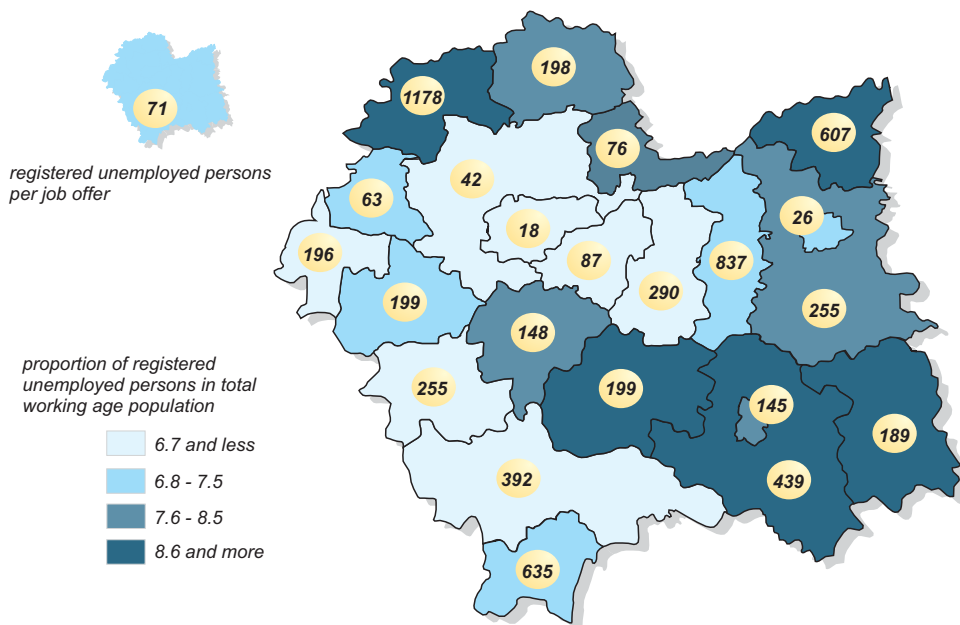 71
registered unemployed persons
per job offer
198
1178
607
76
42
63
26
18
196
87
837
290
199
255
148
proportion of registered
unemployed persons in total
working age population
255
199
145
189
6.7 and less
6.8 - 7.5
392
439
7.6 - 8.5
8.6 and more
635